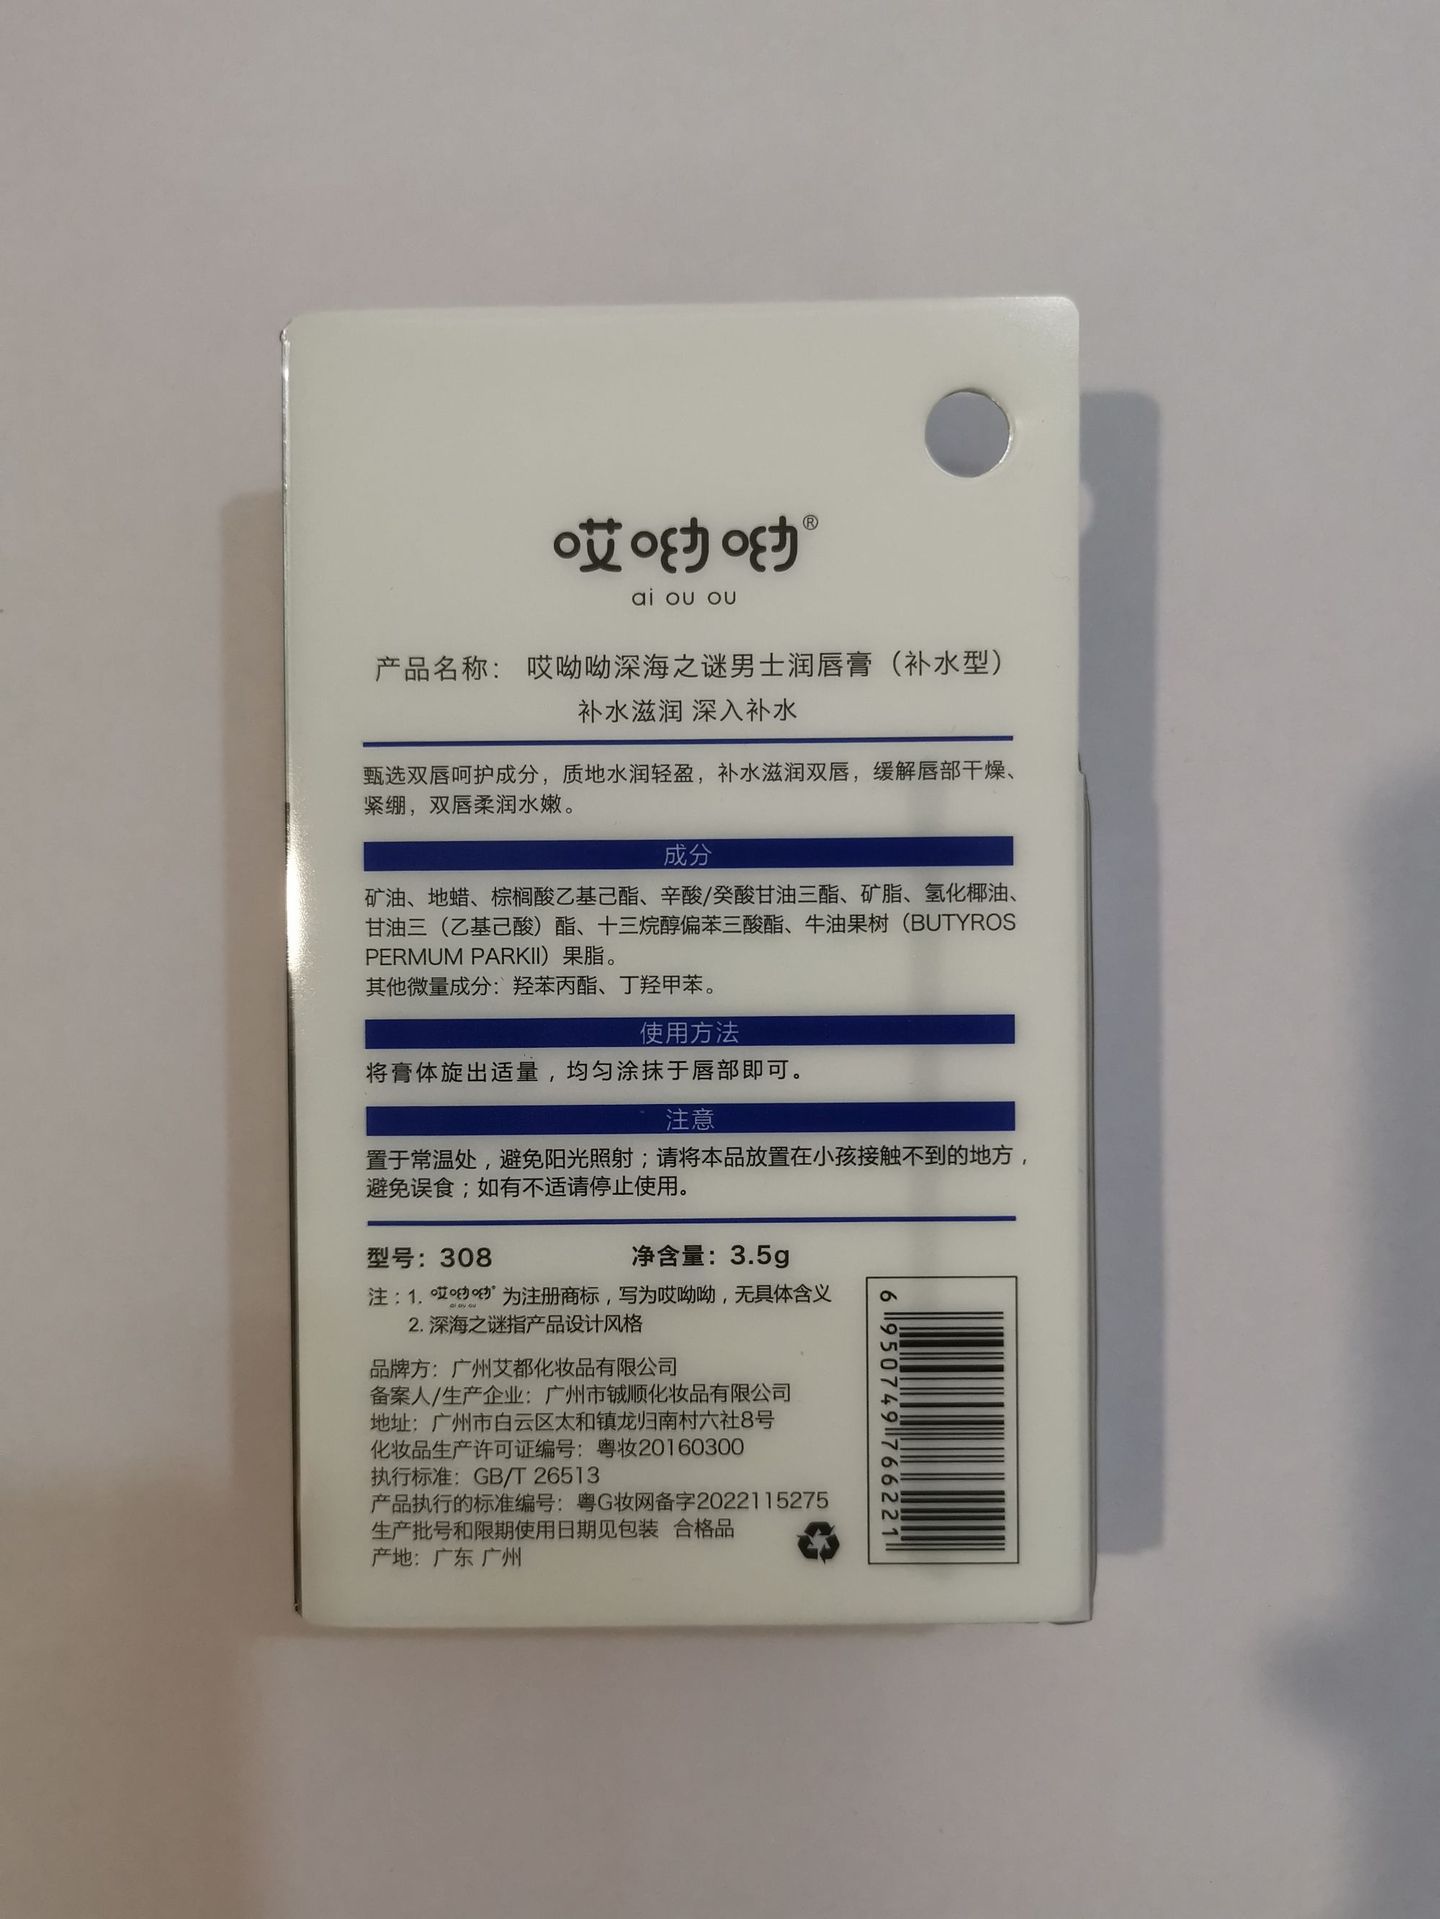 哎呦呦®
ai ou ou
产品名称：哎呦呦深海之谜男士润唇膏（补水型）
补水滋润 深入补水
甄选双唇呵护成分，质地水润轻盈，补水滋润双唇，缓解唇部干燥、
紧绷，双唇柔润水嫩。
成分
矿油、地蜡、棕榈酸乙基己酯、辛酸/癸酸甘油三酯、矿脂、氢化椰油、
甘油三（乙基己酸）酯、十三烷醇偏苯三酸酯、牛油果树（BUTYROS
PERMUM PARKII）果脂。
其他微量成分：羟苯丙酯、丁羟甲苯。
使用方法
将膏体旋出适量，均匀涂抹于唇部即可。
注意
置于常温处，避免阳光照射；请将本品放置在小孩接触不到的地方，
避免误食；如有不适请停止使用。
型号：308 净含量：3.5g
注：1. 哎呦呦® ai ou ou 为注册商标，写为哎呦呦，无具体含义
2. 深海之谜指产品设计风格
品牌方：广州艾都化妆品有限公司
备案人/生产企业：广州市铖顺化妆品有限公司
地址：广州市白云区太和镇龙归南村六社8号
化妆品生产许可证编号：粤妆20160300
执行标准：GB/T 26513
产品执行的标准编号：粤G妆网备字2022115275
生产批号和限期使用日期见包装 合格品
产地：广东 广州
6950749766221